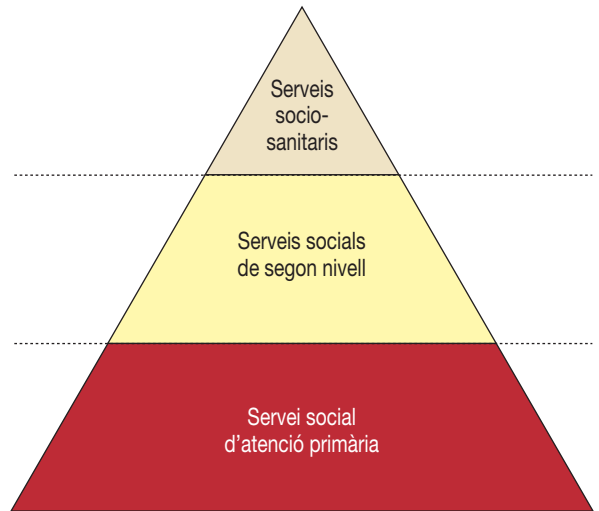 Serveis
socio-
sanitaris
Serveis socials
de segon nivell
Servei social
d’atenció primària